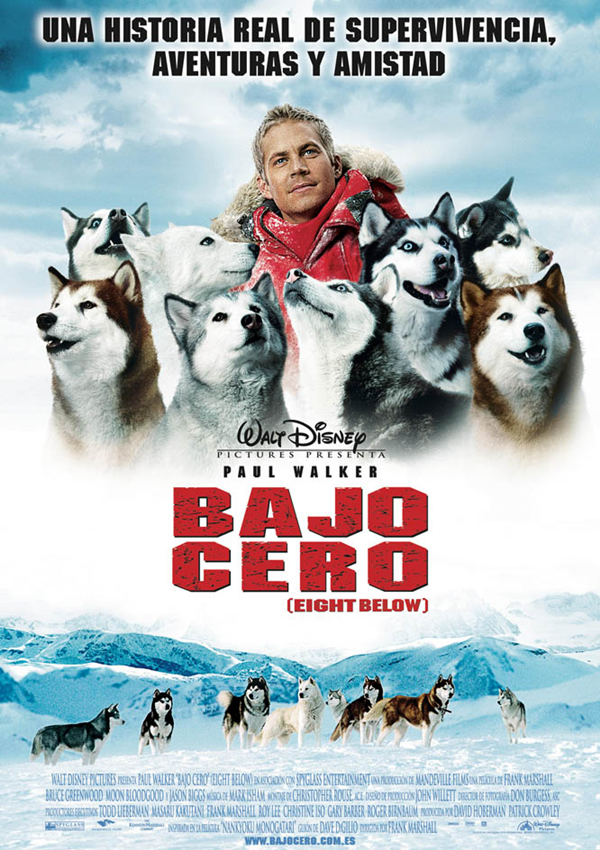 UNA HISTORIA REAL DE SUPERVIVENCIA,
AVENTURAS Y AMISTAD
WALT DISNEY
PICTURES PRESENTA
PAUL WALKER
BAJO
CERO
(EIGHT BELOW)
WALT DISNEY PICTURES PRESENTA PAUL WALKER "BAJO CERO" (EIGHT BELOW) EN ASOCIACIÓN CON SPYGLASS ENTERTAINMENT UNA PRODUCCIÓN DE MANDEVILLE FILMS UNA PELÍCULA DE FRANK MARSHALL
BRUCE GREENWOOD MOON BLOODGOOD Y JASON BIGGS MÚSICA DE MARK ISHAM, MONTAJE DE CHRISTOPHER ROUSE, A.C.E. DISEÑO DE PRODUCCIÓN JOHN WILLETT DIRECTOR DE FOTOGRAFÍA DON BURGESS, ASC
PRODUCTORES EJECUTIVOS TODD LIEBERMAN MASARU KAKUTANI FRANK MARSHALL ROY LEE CHRISTINE ISO GARY BARBER ROGER BIRNBAUM PRODUCIDA POR DAVID HOBERMAN PATRICK CROWLEY
INSPIRADA EN LA PELÍCULA "NANKYOKU MONOGATARI" GUIÓN DE DAVE DIGILIO DIRIGIDA POR FRANK MARSHALL
SPYGLASS
WWW.BAJOCERO.COM.ES